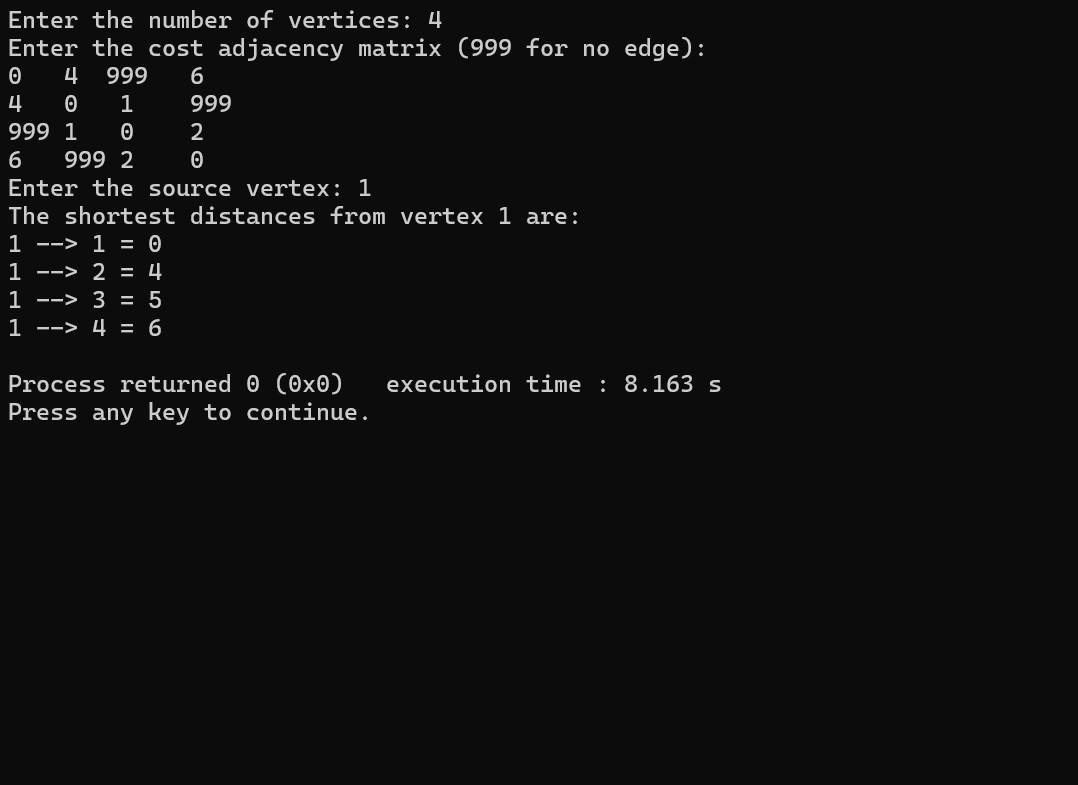 Enter the number of vertices: 4
Enter the cost adjacency matrix (999 for no edge):
0   4  999   6
4   0   1    999
999 1   0    2
6   999 2    0
Enter the source vertex: 1
The shortest distances from vertex 1 are:
1 --> 1 = 0
1 --> 2 = 4
1 --> 3 = 5
1 --> 4 = 6

Process returned 0 (0x0)   execution time : 8.163 s
Press any key to continue.